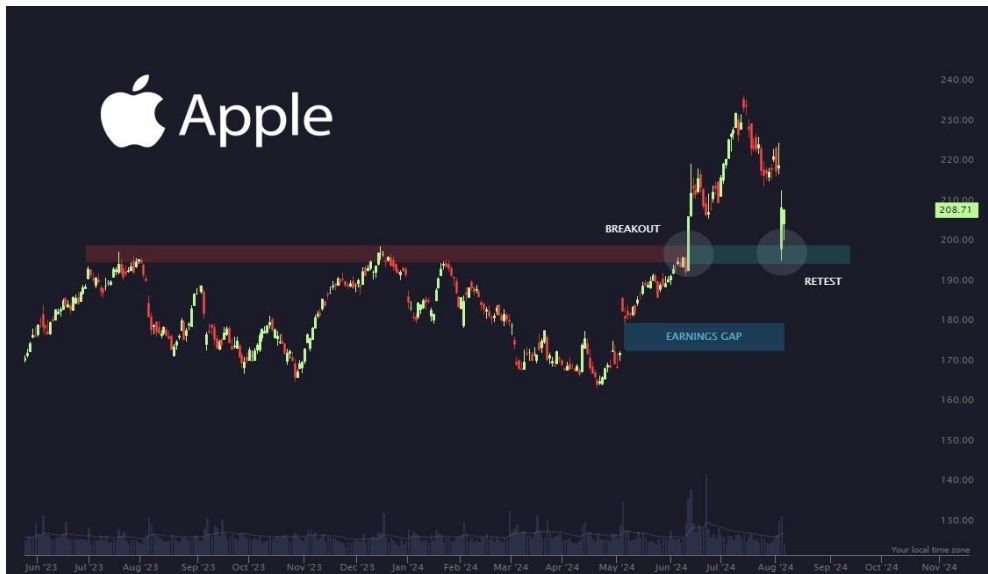 Apple
240.00
230.00
220.00
210.00
208.71
BREAKOUT
200.00
190.00
RETEST
180.00
EARNINGS GAP
170.00
160.00
150.00
140.00
130.00
Your local time zone
Jun '23 Jul '23 Aug '23 Sep '23 Oct '23 Nov '23 Dec '23 Jan '24 Feb '24 Mar '24 Apr '24 May '24 Jun '24 Jul '24 Aug '24 Sep '24 Oct '24 Nov '24